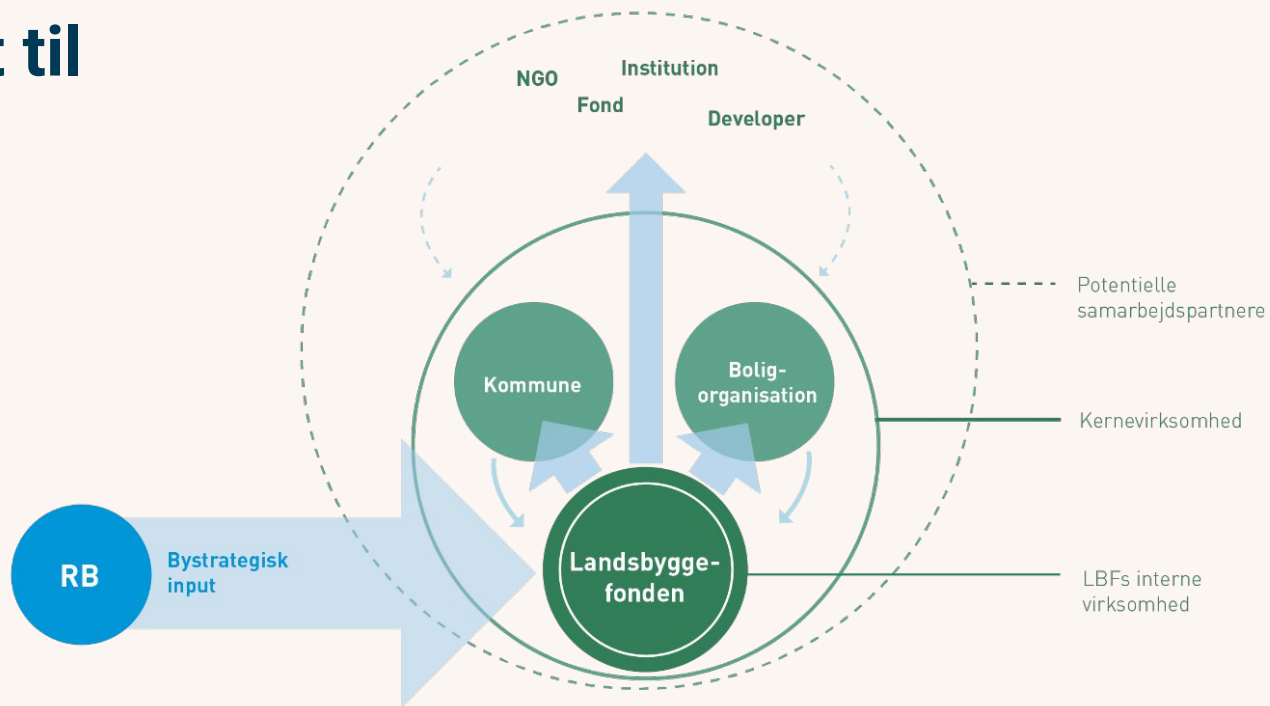 t til
NGO
Institution
Fond
Developer
Potentielle
samarbejdspartnere
Kommune
Bolig-
organisation
Kernevirksomhed
RB
Bystrategisk
input
Landsbygge-
fonden
LBFs interne
virksomhed